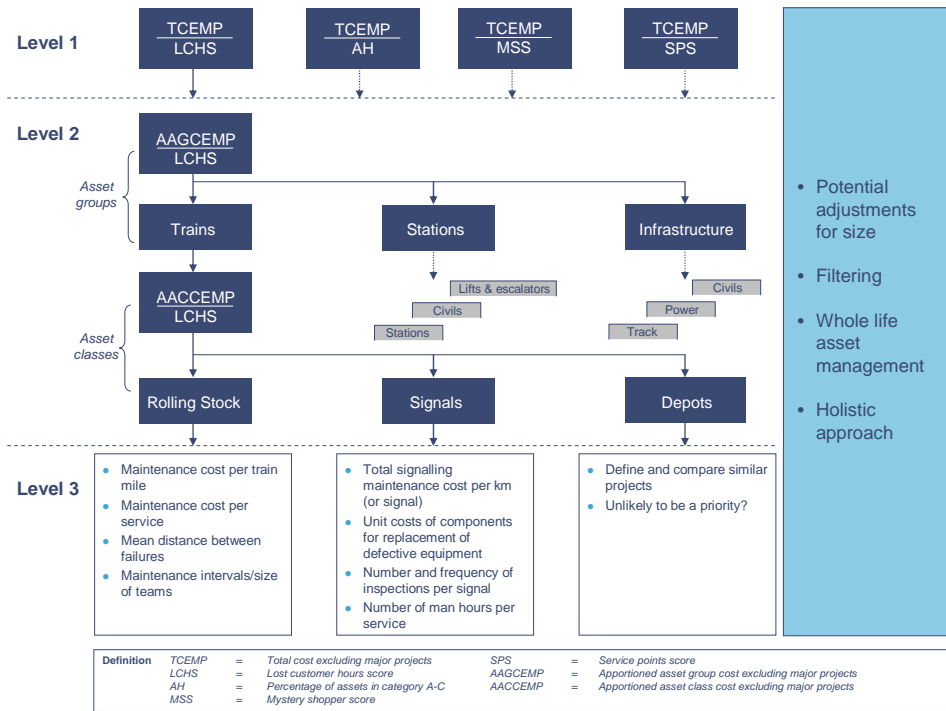 Level 1
TCEMP
LCHS
TCEMP
AH
TCEMP
MSS
TCEMP
SPS
Level 2
AAGCEMP
LCHS
Asset
groups
Trains
Stations
Infrastructure
Lifts & escalators
Civils
Stations
Civils
Power
Track
AACCEMP
LCHS
Asset
classes
Rolling Stock
Signals
Depots
Level 3
• Maintenance cost per train
mile
• Maintenance cost per
service
• Mean distance between
failures
• Maintenance intervals/size
of teams
• Total signalling
maintenance cost per km
(or signal)
• Unit costs of components
for replacement of
defective equipment
• Number and frequency of
inspections per signal
• Number of man hours per
service
• Define and compare similar
projects
• Unlikely to be a priority?
• Potential
adjustments
for size
• Filtering
• Whole life
asset
management
• Holistic
approach
Definition TCEMP = Total cost excluding major projects SPS = Service points score
LCHS = Lost customer hours score AAGCEMP = Apportioned asset group cost excluding major projects
AH = Percentage of assets in category A-C AACCEMP = Apportioned asset class cost excluding major projects
MSS = Mystery shopper score